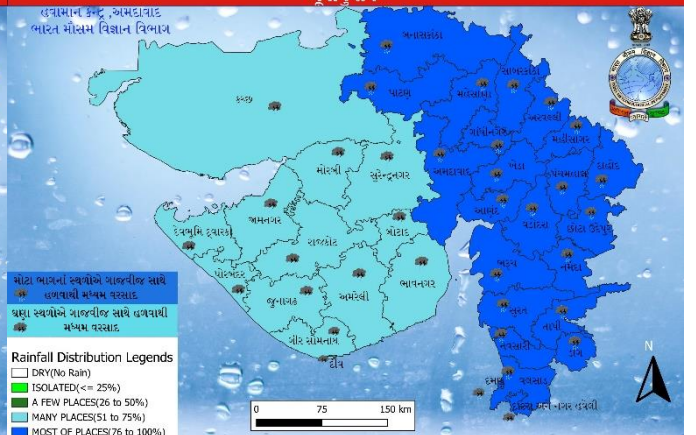 હવામાન કેન્દ્ર ,અમદાવાદ
ભારત મૌસમ વિજ્ઞાન વિભાગ
બનાસકાંઠા
પાટણ
મહેસાણા
સાબરકાંઠા
અરવલ્લી
ગાંધીનગર
મહીસાગર
કચ્છ
મોરબી
સુરેન્દ્રનગર
અમદાવાદ
ખેડા
પંચમહાલ
દાહોદ
આણંદ
વડોદરા
છોટા ઉદેપુર
જામનગર
દેવભૂમિ દ્વારકા
રાજકોટ
બોટાદ
પોરબંદર
જુનાગઢ
અમરેલી
ભાવનગર
ભરૂચ
નર્મદા
ગીર સોમનાથ
દીવ
સુરત
તાપી
નવસારી
ડાંગ
દમણ
વલસાડ
દાદરા અને નગર હવેલી
મોટા ભાગનાં સ્થળોએ ગાજવીજ સાથે
હળવાથી મધ્યમ વરસાદ
ઘણા સ્થળોએ ગાજવીજ સાથે હળવાથી
મધ્યમ વરસાદ
Rainfall Distribution Legends
DRY(No Rain)
ISOLATED(<= 25%)
A FEW PLACES(26 to 50%)
MANY PLACES(51 to 75%)
MOST OF PLACES(76 to 100%)
0 75 150 km
N